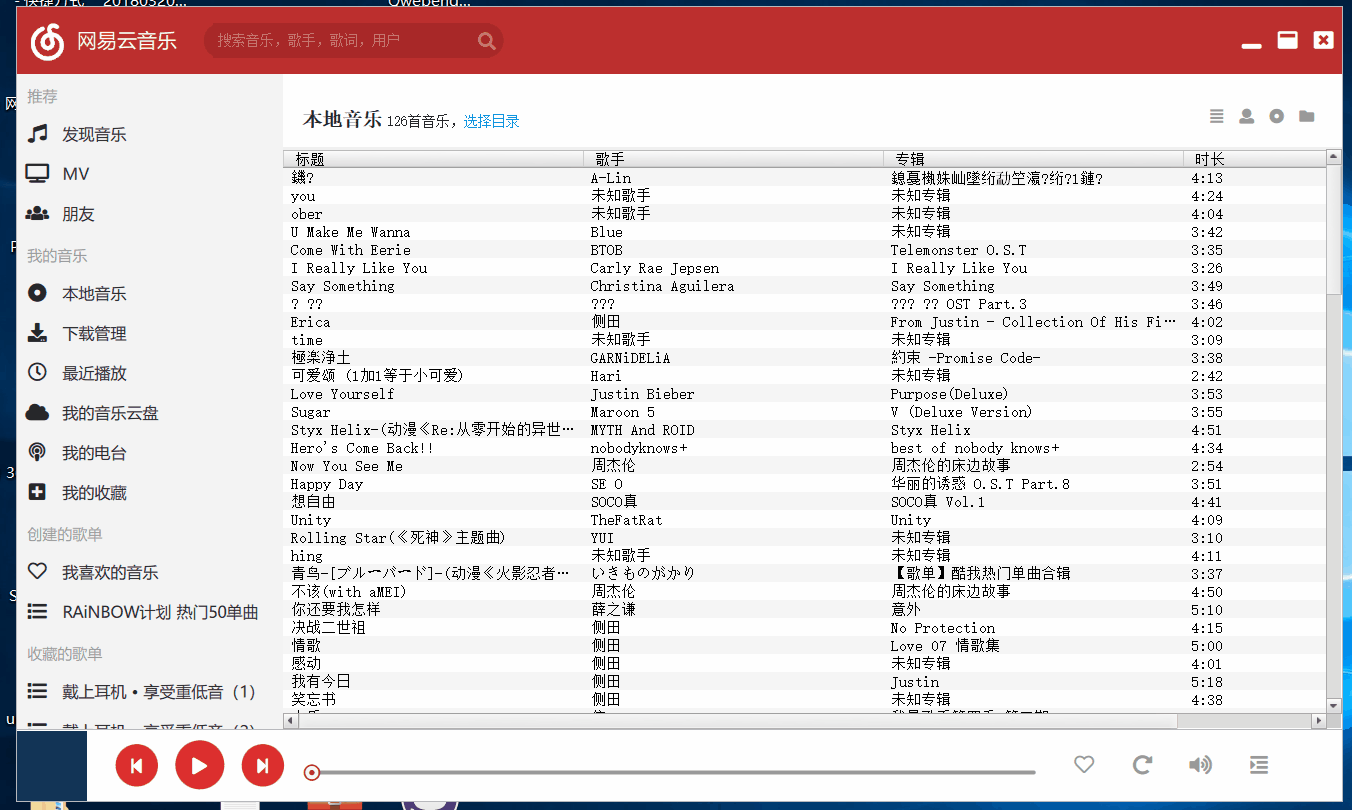 快捷方式 20180320... Qwebend...
网易云音乐 搜索音乐，歌手，歌词，用户
推荐
发现音乐
MV
朋友
我的音乐
本地音乐
下载管理
最近播放
我的音乐云盘
我的电台
我的收藏
创建的歌单
我喜欢的音乐
RAiNBOW计划 热门50单曲
收藏的歌单
戴上耳机•享受重低音（1）
本地音乐 126首音乐，选择目录
标题 歌手 专辑 时长
鐖? A-Lin 4:13
you 未知歌手 未知专辑 4:24
ober 未知歌手 未知专辑 4:04
U Make Me Wanna Blue 未知专辑 3:42
Come With Eerie BTOB Telemonster O.S.T 3:35
I Really Like You Carly Rae Jepsen I Really Like You 3:26
Say Something Christina Aguilera Say Something 3:49
? ?? ??? ??? ?? OST Part.3 3:46
Erica 侧田 From Justin - Collection Of His Fi… 4:02
time 未知歌手 未知专辑 3:09
極楽浄土 GARNiDELiA 約束 -Promise Code- 3:38
可爱颂 (1加1等于小可爱) Hari 未知专辑 2:42
Love Yourself Justin Bieber Purpose(Deluxe) 3:53
Sugar Maroon 5 V (Deluxe Version) 3:55
Styx Helix-(动漫《Re:从零开始的异世… MYTH And ROID Styx Helix 4:51
Hero's Come Back!! nobodyknows+ best of nobody knows+ 4:34
Now You See Me 周杰伦 周杰伦的床边故事 2:54
Happy Day SE O 华丽的诱惑 O.S.T Part.8 3:51
想自由 SOCO真 SOCO真 Vol.1 4:41
Unity TheFatRat Unity 4:09
Rolling Star(《死神》主题曲) YUI 未知专辑 3:10
hing 未知歌手 未知专辑 4:11
青鸟-[ブルーバード]-(动漫《火影忍者… いきものがかり 【歌单】酷我热门单曲合辑 3:37
不该(with aMEI) 周杰伦 周杰伦的床边故事 4:50
你还要我怎样 薛之谦 意外 5:10
决战二世祖 侧田 No Protection 4:15
情歌 侧田 Love 07 情歌集 5:00
感动 侧田 未知专辑 4:01
我有今日 侧田 Justin 5:18
笑忘书 侧田 未知专辑 4:38